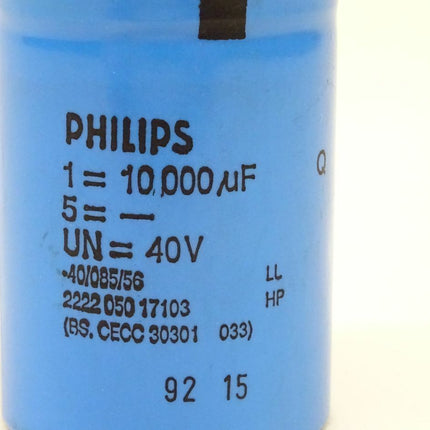 PHILIPS
1= 10,000 µF
5= —
UN= 40V
.40/085/56 LL
2222 050 17103 HP
(BS. CECC 30301 033)
92 15
Q